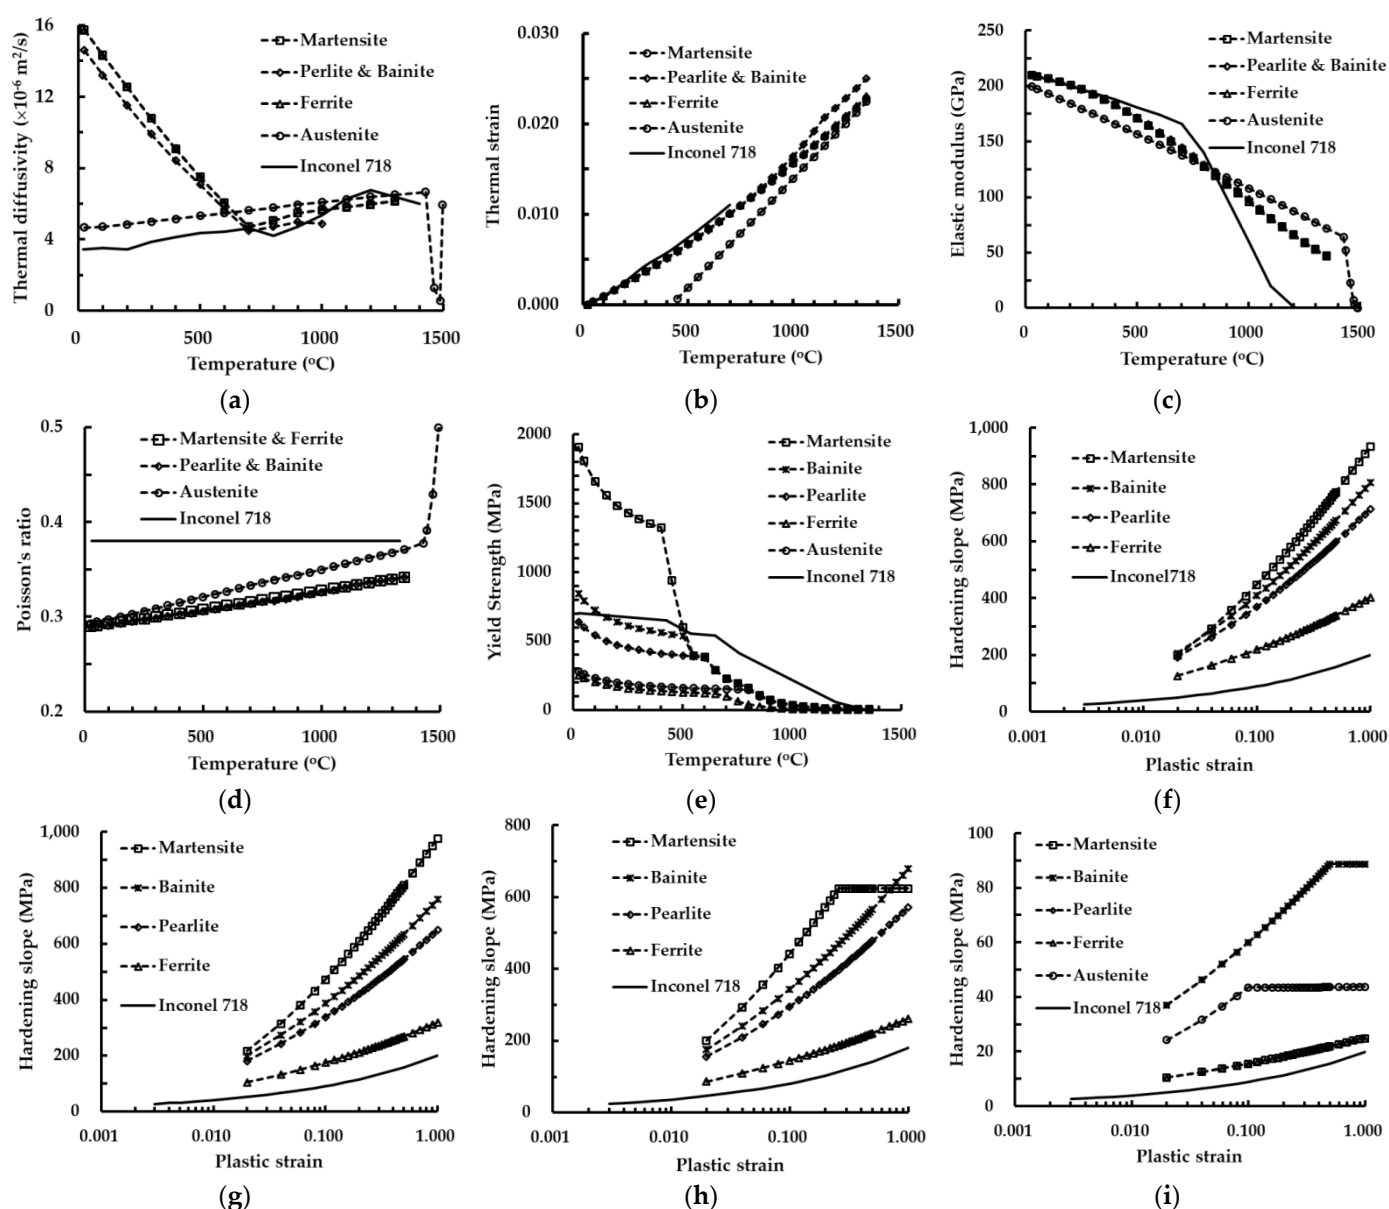 (a)
Thermal diffusivity (×10⁻⁶ m²/s)
16
12
8
4
0
Martensite
Perlite & Bainite
Ferrite
Austenite
Inconel 718
0 500 1000 1500
Temperature (ºC)
(a)
Thermal strain
0.030
0.020
0.010
0.000
Martensite
Pearlite & Bainite
Ferrite
Austenite
Inconel 718
0 500 1000 1500
Temperature (ºC)
(b)
Elastic modulus (GPa)
250
200
150
100
50
0
Martensite
Pearlite & Bainite
Ferrite
Austenite
Inconel 718
0 500 1000 1500
Temperature (ºC)
(c)
Poisson's ratio
0.5
0.4
0.3
0.2
Martensite & Ferrite
Pearlite & Bainite
Austenite
Inconel 718
0 500 1000 1500
Temperature (ºC)
(d)
Yield Strength (MPa)
2000
1500
1000
500
0
Martensite
Bainite
Pearlite
Ferrite
Austenite
Inconel 718
0 500 1000 1500
Temperature (ºC)
(e)
Hardening slope (MPa)
1,000
800
600
400
200
0
Martensite
Bainite
Pearlite
Ferrite
Inconel718
0.001 0.010 0.100 1.000
Plastic strain
(f)
Hardening slope (MPa)
1,000
800
600
400
200
0
Martensite
Bainite
Pearlite
Ferrite
Inconel 718
0.001 0.010 0.100 1.000
Plastic strain
(g)
Hardening slope (MPa)
800
600
400
200
0
Martensite
Bainite
Pearlite
Ferrite
Inconel 718
0.001 0.010 0.100 1.000
Plastic strain
(h)
Hardening slope (MPa)
100
80
60
40
20
0
Martensite
Bainite
Pearlite
Ferrite
Austenite
Inconel 718
0.001 0.010 0.100 1.000
Plastic strain
(i)